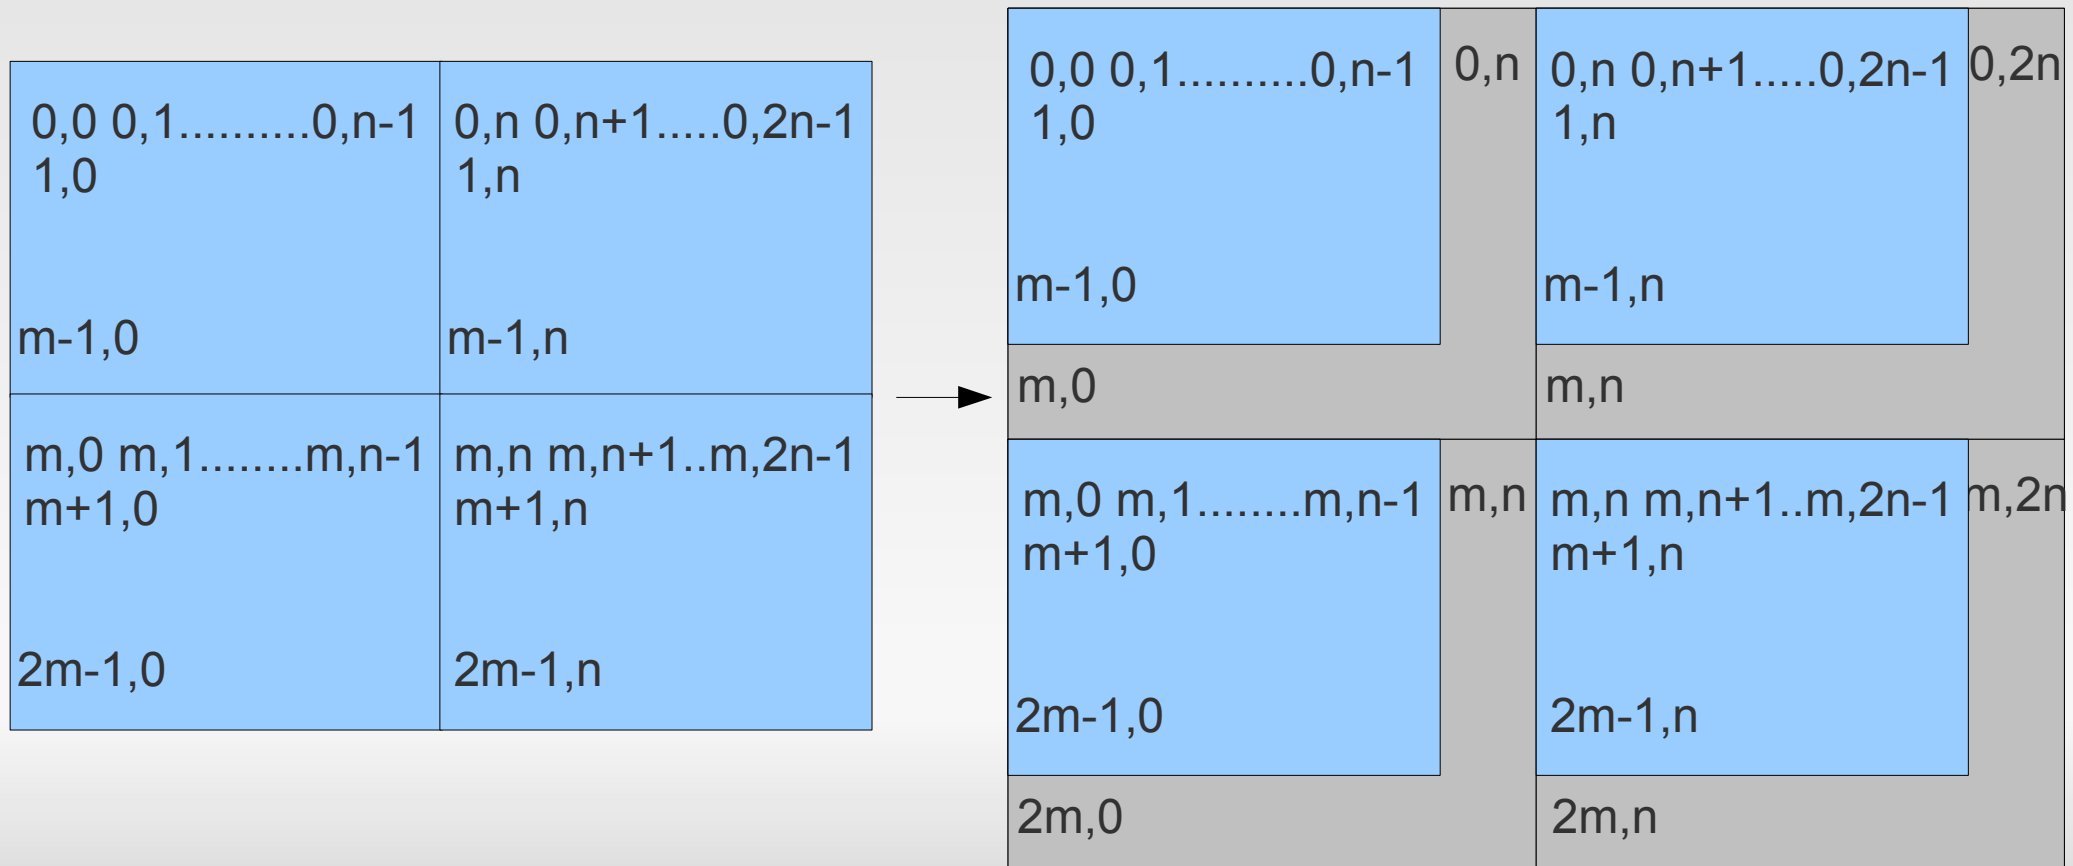 0,0 0,1..........0,n-1
1,0
m-1,0
0,n 0,n+1.....0,2n-1
1,n
m-1,n
m,0 m,1........m,n-1
m+1,0
2m-1,0
m,n m,n+1..m,2n-1
m+1,n
2m-1,n
0,0 0,1..........0,n-1
1,0
m-1,0
0,n
m,0
0,n 0,n+1.....0,2n-1
1,n
m-1,n
0,2n
m,n
m,0 m,1........m,n-1
m+1,0
2m-1,0
m,n
2m,0
m,n m,n+1..m,2n-1
m+1,n
2m-1,n
m,2n
2m,n